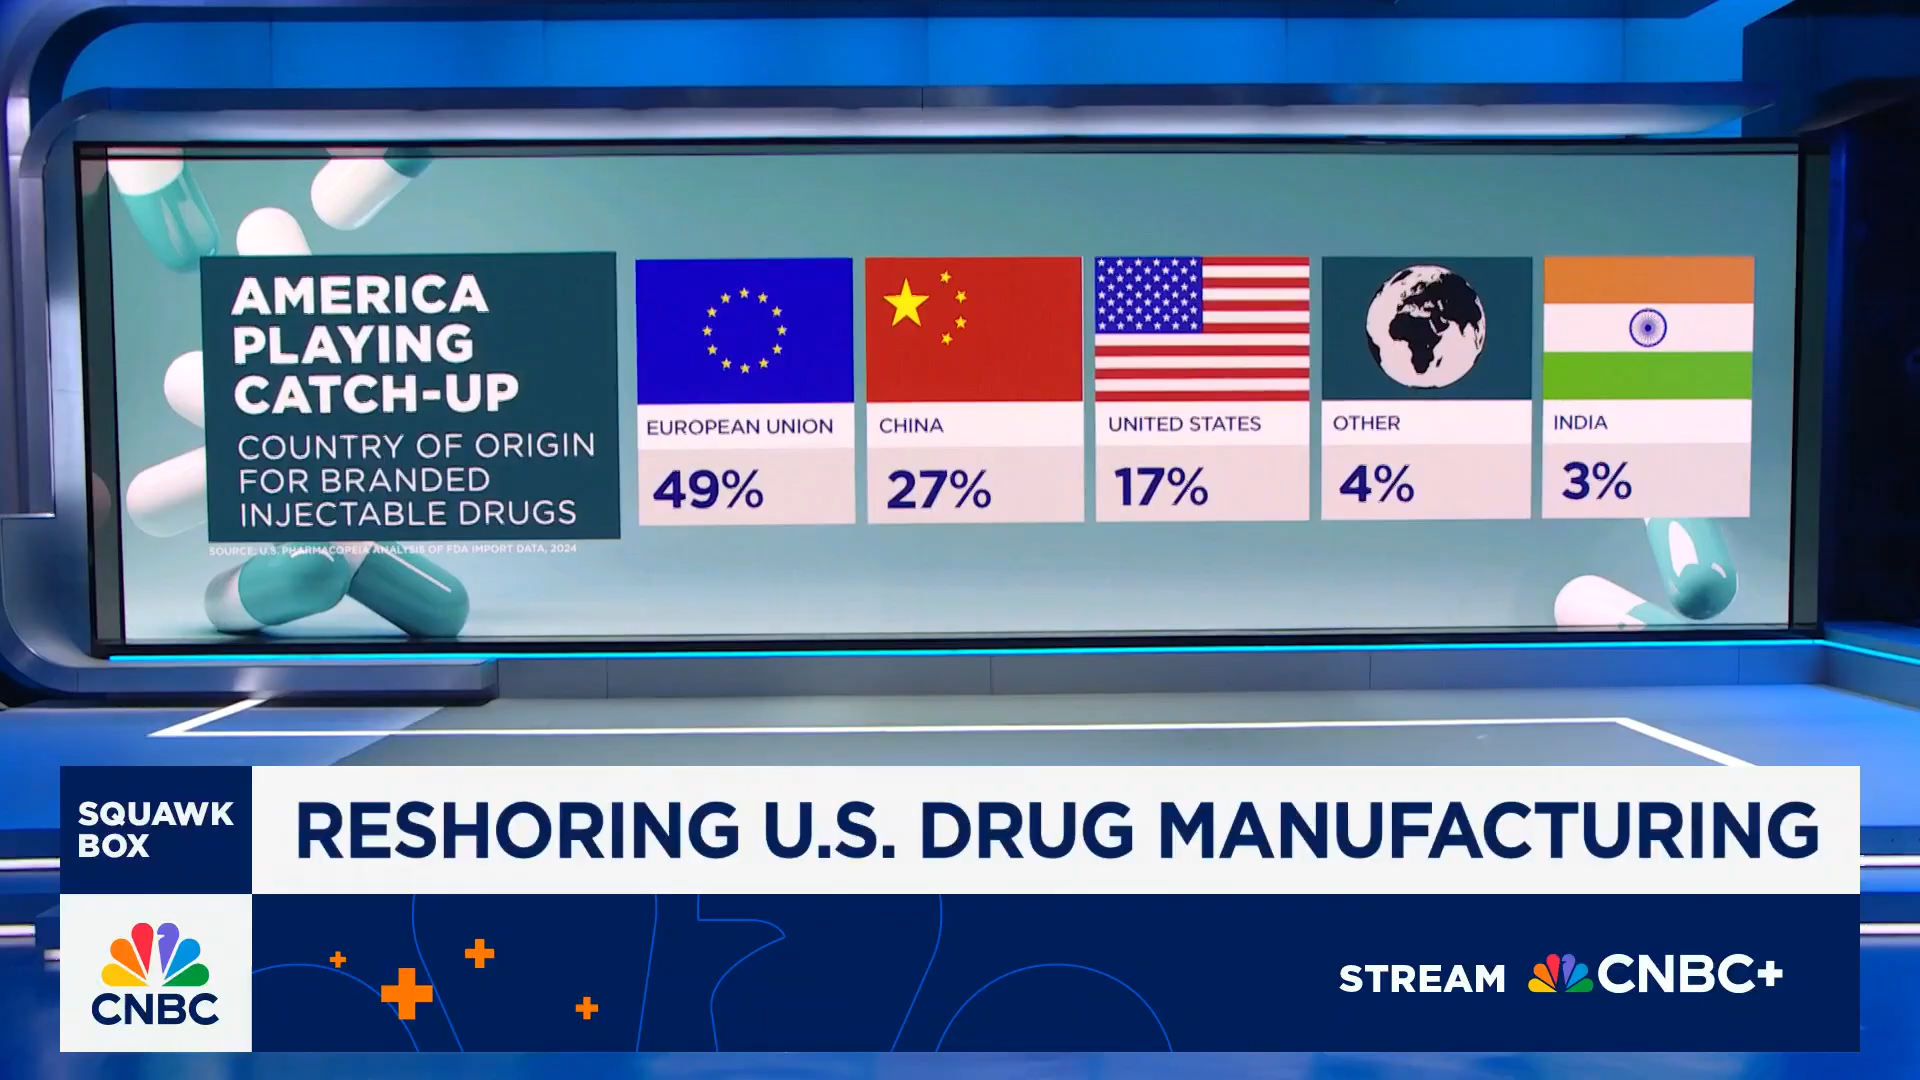 AMERICA
PLAYING
CATCH-UP
COUNTRY OF ORIGIN
FOR BRANDED
INJECTABLE DRUGS
SOURCE: U.S. PHARMACOPEIA ANALYSIS OF FDA IMPORT DATA, 2024
EUROPEAN UNION
49%
CHINA
27%
UNITED STATES
17%
OTHER
4%
INDIA
3%
SQUAWK
BOX
RESHORING U.S. DRUG MANUFACTURING
CNBC
STREAM CNBC+